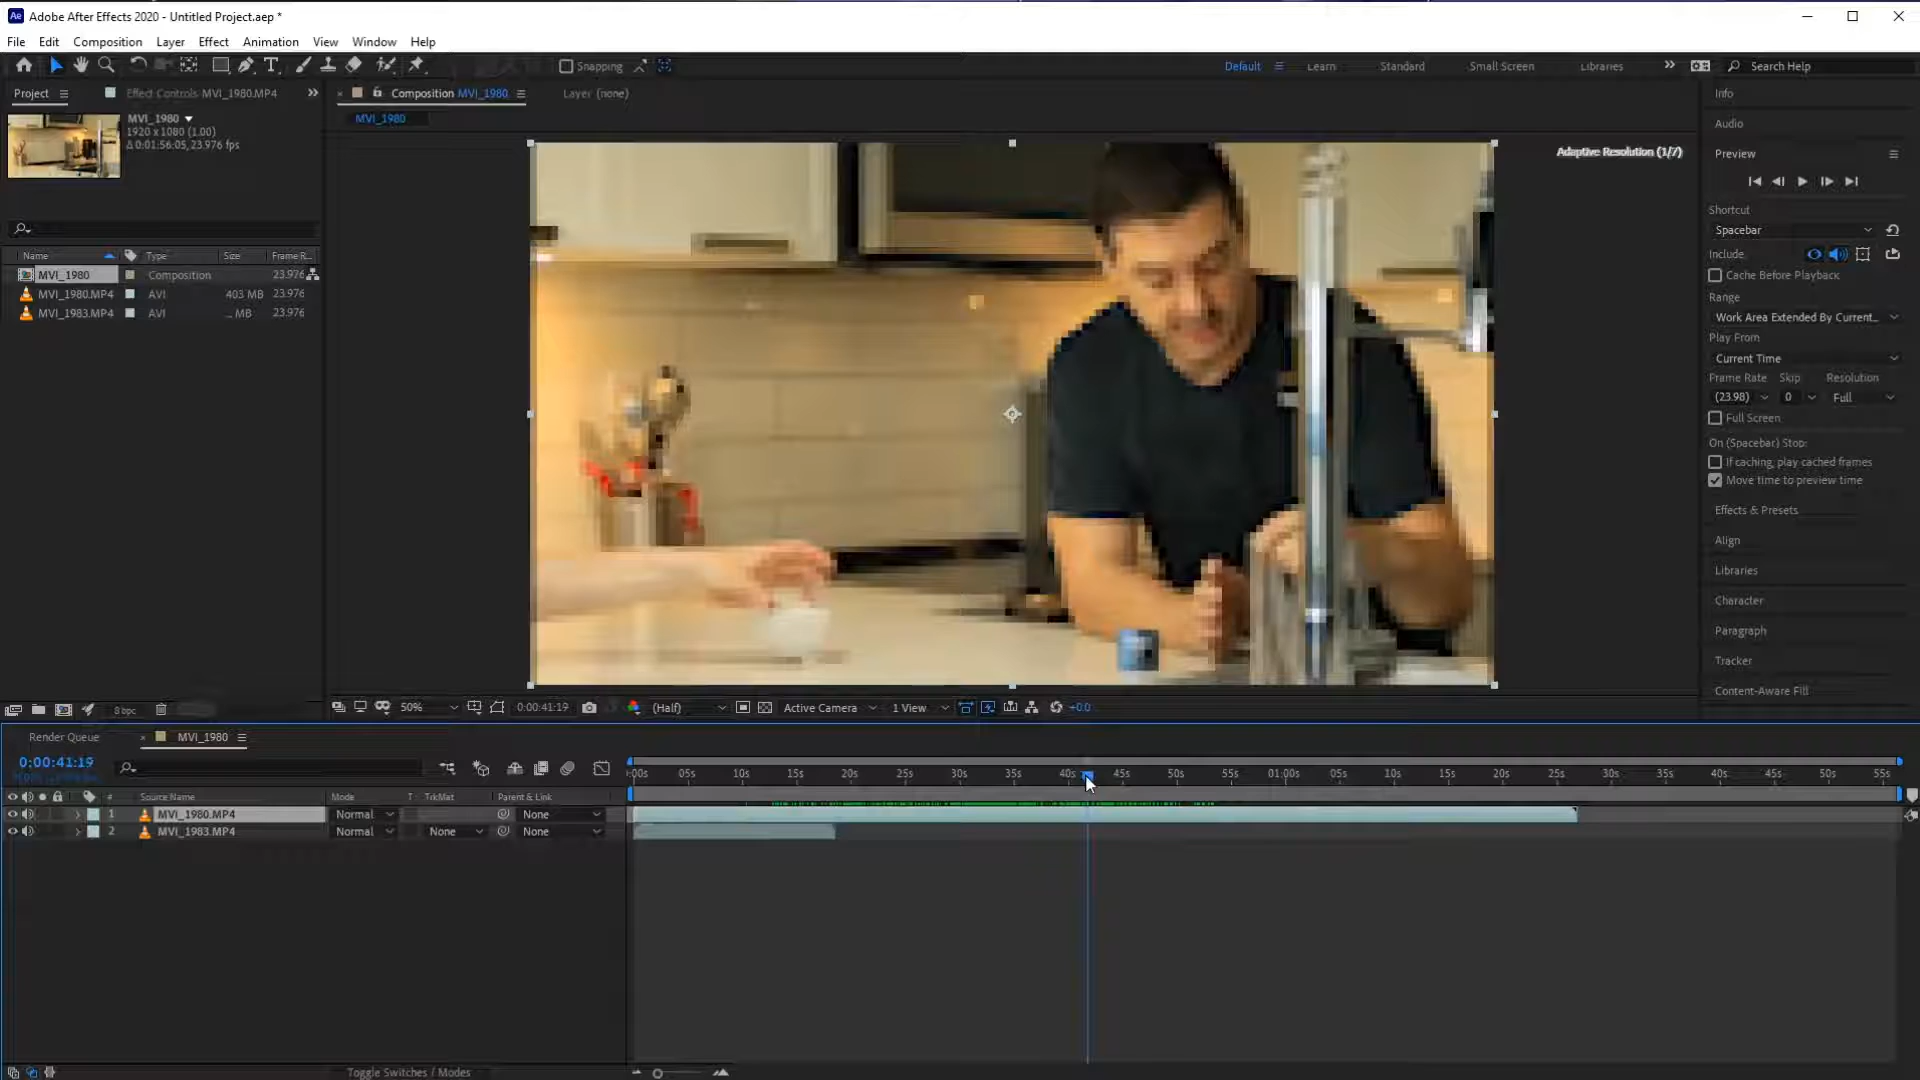 Adobe After Effects 2020 - Untitled Project.aep *
File Edit Composition Layer Effect Animation View Window Help
Snapping
Default Learn Standard Small Screen Libraries Search Help
Project Effect Controls MVI_1980.MP4
Composition MVI_1980 Layer (none)
MVI_1980
MVI_1980
1920 x 1080 (1.00)
Δ 0:01:56:05, 23.976 fps
Name Type Size Frame R...
MVI_1980 Composition 23.976
MVI_1980.MP4 AVI 403 MB 23.976
MVI_1983.MP4 AVI ... MB 23.976
Adaptive Resolution (1/7)
Info
Audio
Preview
Shortcut
Spacebar
Include:
Cache Before Playback
Range
Work Area Extended By Current...
Play From
Current Time
Frame Rate Skip Resolution
(23.98) 0 Full
Full Screen
On (Spacebar) Stop:
If caching, play cached frames
Move time to preview time
Effects & Presets
Align
Libraries
Character
Paragraph
Tracker
Content-Aware Fill
8 bpc
50% 0:00:41:19 (Half) Active Camera 1 View +0.0
Render Queue MVI_1980
0:00:41:19
:00s 05s 10s 15s 20s 25s 30s 35s 40s 45s 50s 55s 01:00s 05s 10s 15s 20s 25s 30s 35s 40s 45s 50s 55s
# Source Name Mode T TrkMat Parent & Link
1 MVI_1980.MP4 Normal None
2 MVI_1983.MP4 Normal None None
Toggle Switches / Modes